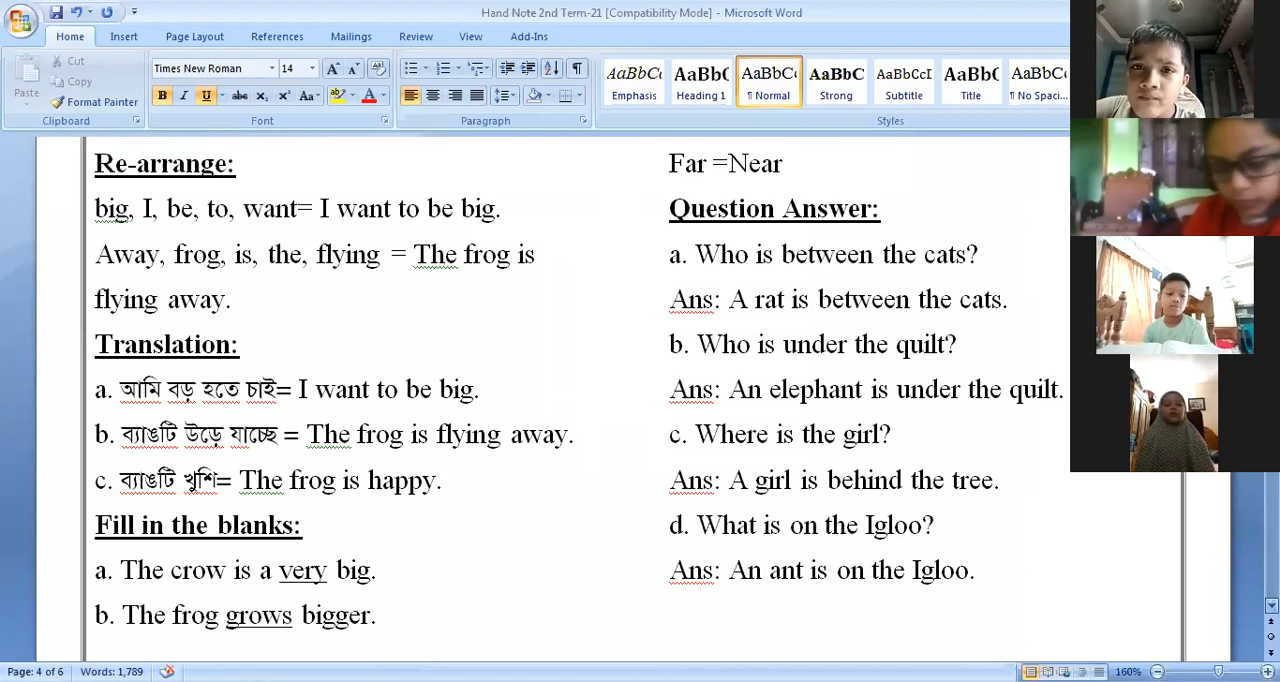 Hand Note 2nd Term-21 [Compatibility Mode] - Microsoft Word
Home Insert Page Layout References Mailings Review View Add-Ins
Cut
Copy
Paste
Format Painter
Clipboard
Times New Roman 14
Font
Paragraph
AaBbCc AaBbC AaBbCc AaBbC AaBbCcI AaBbC AaBbCc
Emphasis Heading 1 ¶ Normal Strong Subtitle Title ¶ No Spaci...
Styles
Re-arrange:
big, I, be, to, want= I want to be big.
Away, frog, is, the, flying = The frog is
flying away.
Translation:
a. আমি বড় হতে চাই= I want to be big.
b. ব্যাঙটি উড়ে যাচ্ছে = The frog is flying away.
c. ব্যাঙটি খুশি= The frog is happy.
Fill in the blanks:
a. The crow is a very big.
b. The frog grows bigger.
Far =Near
Question Answer:
a. Who is between the cats?
Ans: A rat is between the cats.
b. Who is under the quilt?
Ans: An elephant is under the quilt.
c. Where is the girl?
Ans: A girl is behind the tree.
d. What is on the Igloo?
Ans: An ant is on the Igloo.
Page: 4 of 6 Words: 1,789 160%